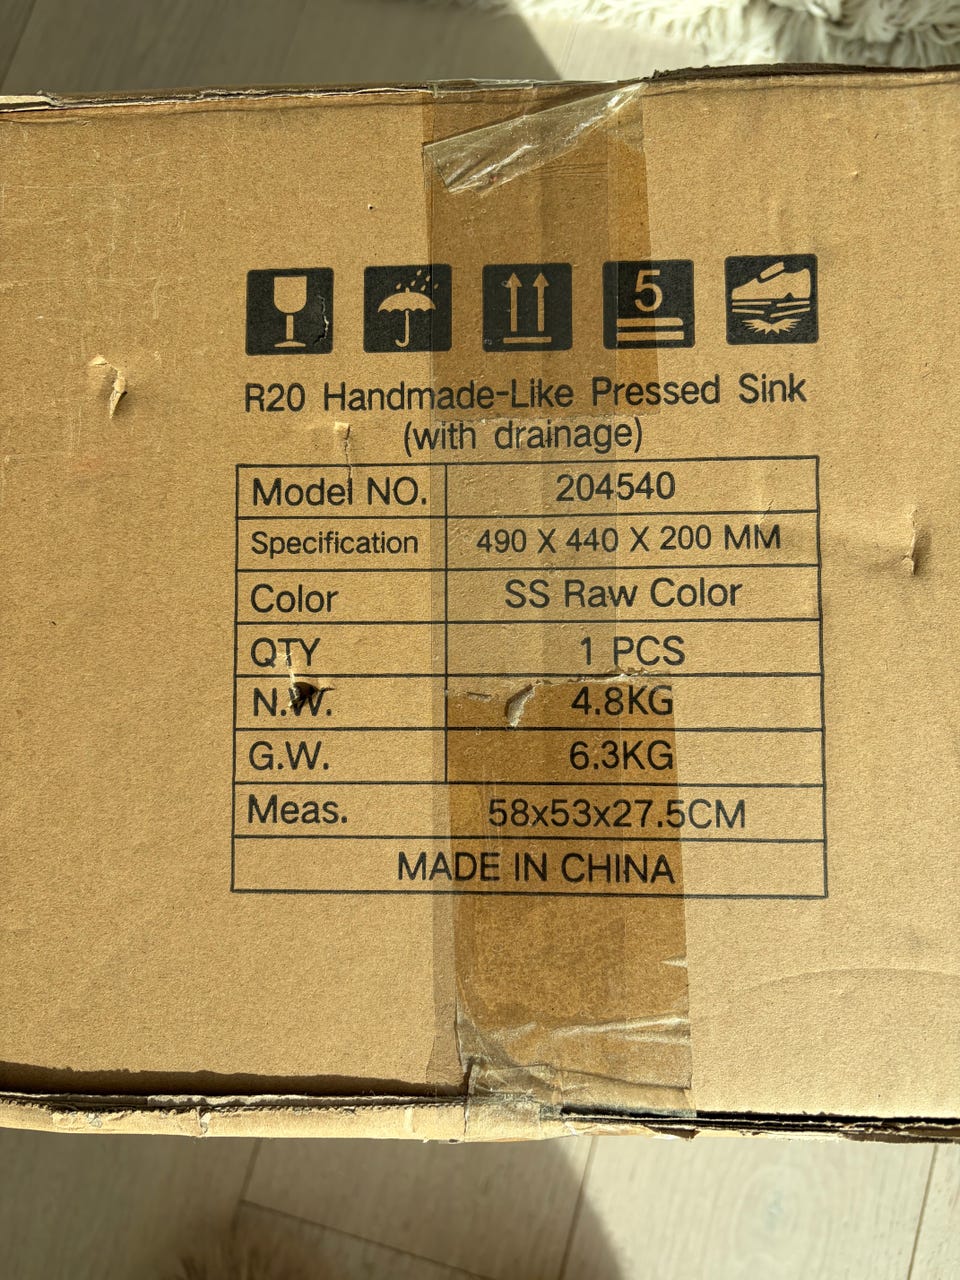 5
R20 Handmade-Like Pressed Sink
(with drainage)
Model NO. 204540
Specification 490 X 440 X 200 MM
Color SS Raw Color
QTY 1 PCS
N.W. 4.8KG
G.W. 6.3KG
Meas. 58x53x27.5CM
MADE IN CHINA